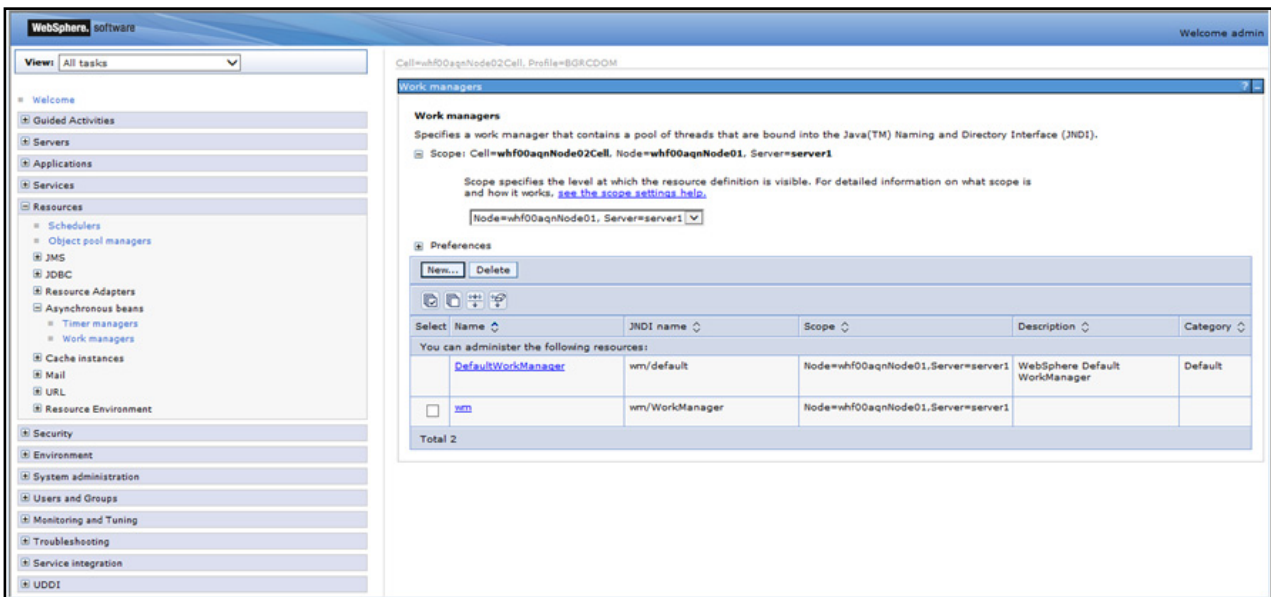 WebSphere. software
Welcome admin
View: All tasks
Cell=whf00aqnNode02Cell, Profile=BGRCDOM
Welcome
Guided Activities
Servers
Applications
Services
Resources
Schedulers
Object pool managers
JMS
JDBC
Resource Adapters
Asynchronous beans
Timer managers
Work managers
Cache instances
Mail
URL
Resource Environment
Security
Environment
System administration
Users and Groups
Monitoring and Tuning
Troubleshooting
Service integration
UDDI
Work managers ? -
Work managers
Specifies a work manager that contains a pool of threads that are bound into the Java(TM) Naming and Directory Interface (JNDI).
Scope: Cell=whf00aqnNode02Cell, Node=whf00aqnNode01, Server=server1
Scope specifies the level at which the resource definition is visible. For detailed information on what scope is
and how it works, see the scope settings help.
Node=whf00aqnNode01, Server=server1
Preferences
New... Delete
Select Name JNDI name Scope Description Category
You can administer the following resources:
DefaultWorkManager wm/default Node=whf00aqnNode01,Server=server1 WebSphere Default Default
WorkManager
wm wm/WorkManager Node=whf00aqnNode01,Server=server1
Total 2